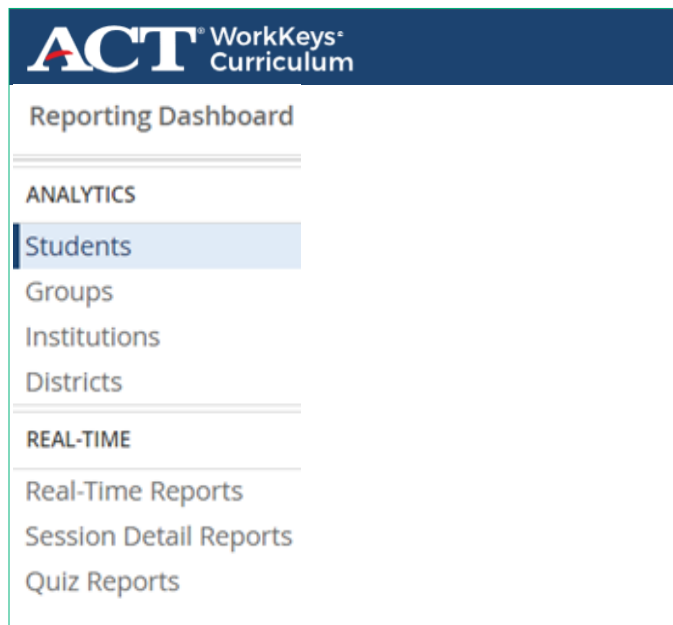 ACT® WorkKeys®
Curriculum
Reporting Dashboard
ANALYTICS
Students
Groups
Institutions
Districts
REAL-TIME
Real-Time Reports
Session Detail Reports
Quiz Reports